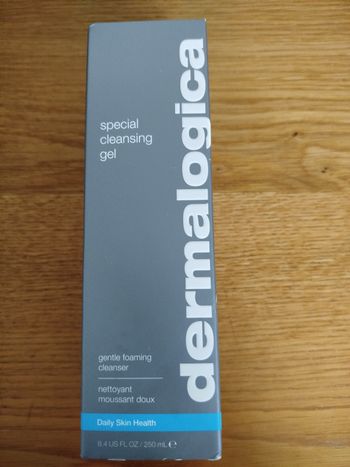 special
cleansing
gel
dermalogica
gentle foaming
cleanser
nettoyant
moussant doux
Daily Skin Health
8.4 US FL OZ / 250 mL ℮